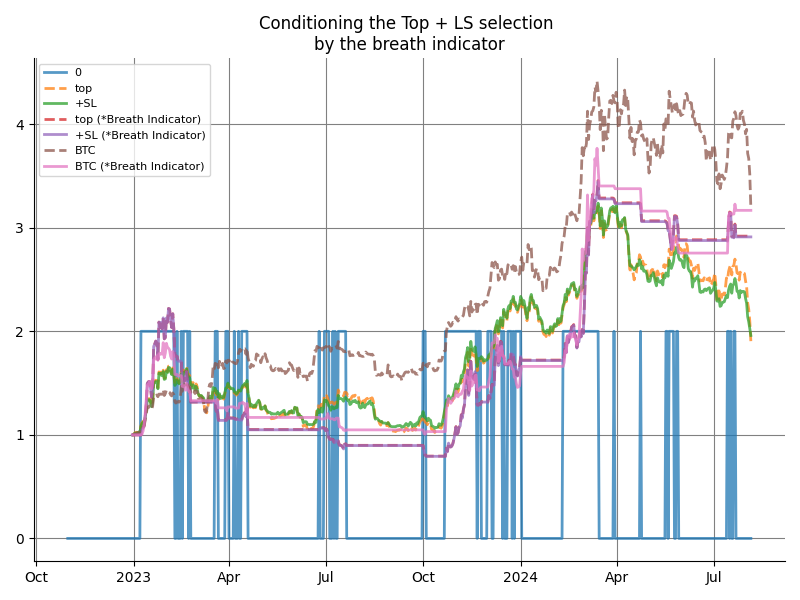 Conditioning the Top + LS selection
by the breath indicator
0
top
+SL
top (*Breath Indicator)
+SL (*Breath Indicator)
BTC
BTC (*Breath Indicator)
4
3
2
1
0
Oct
2023
Apr
Jul
Oct
2024
Apr
Jul